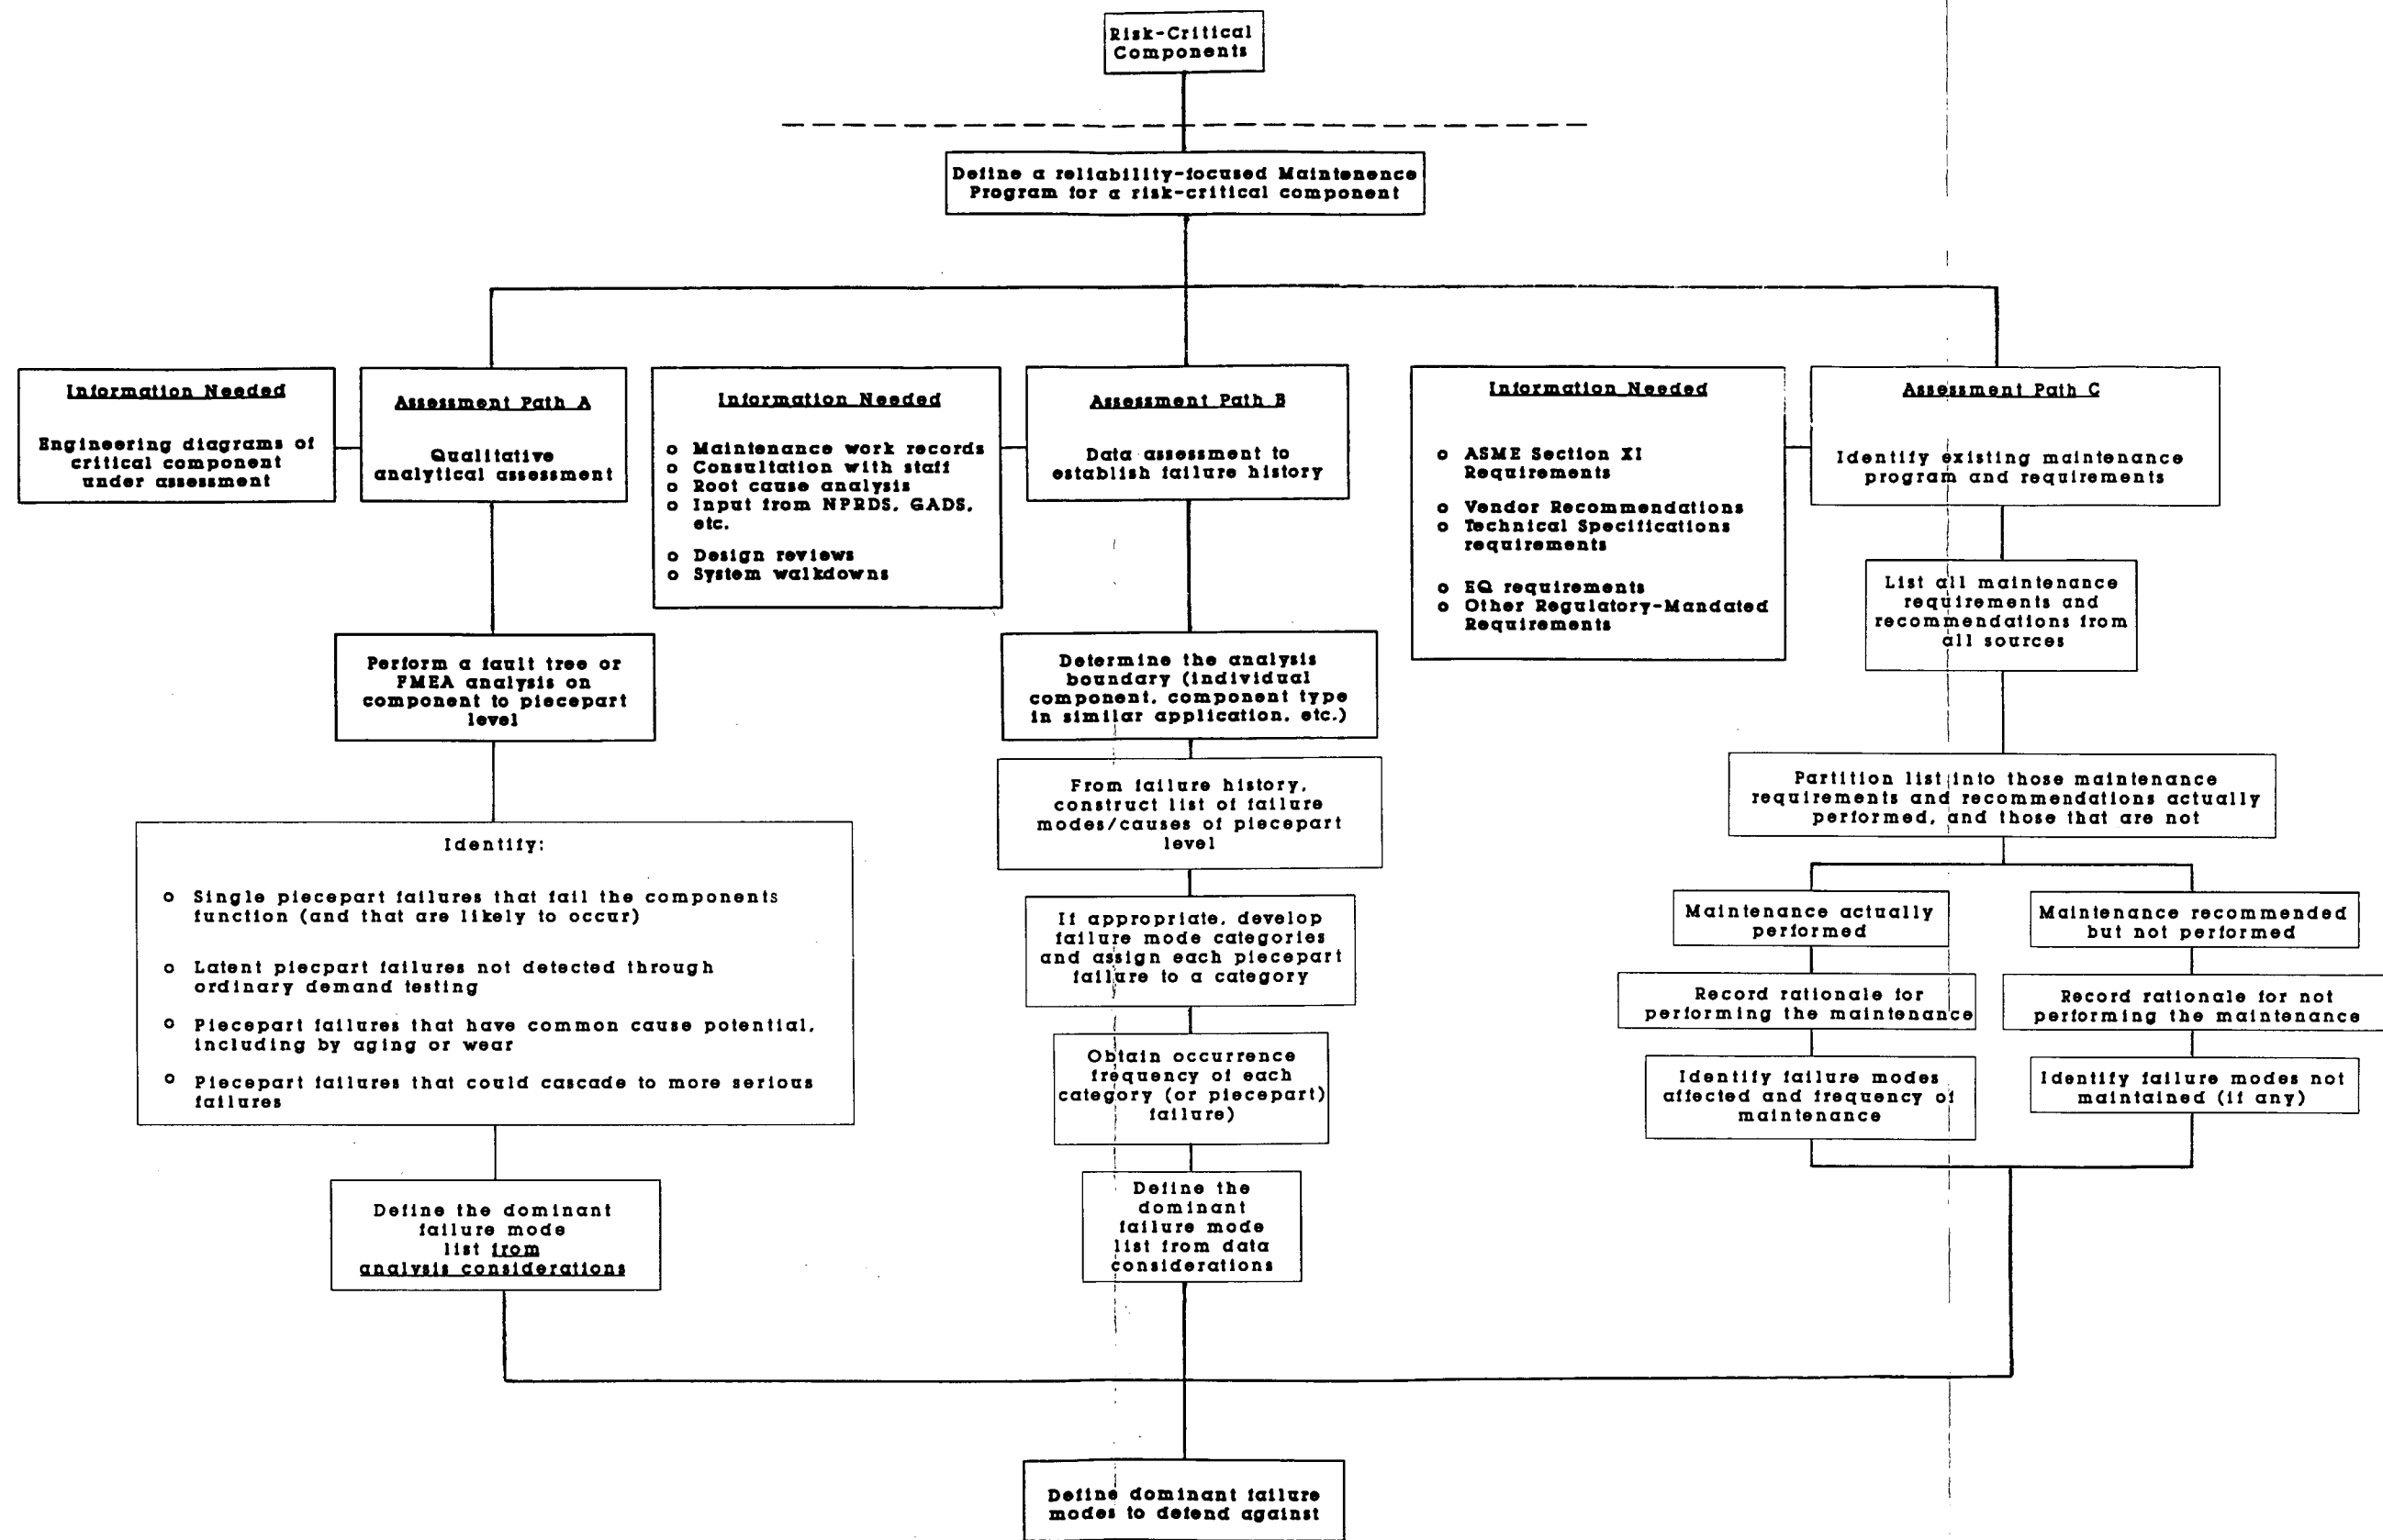 Risk-Critical
Components
Define a reliability-focused Maintenence
Program for a risk-critical component
Information Needed
Engineering diagrams of
critical component
under assessment
Assessment Path A
Qualitative
analytical assessment
Perform a fault tree or
FMEA analysis on
component to piecepart
level
Identify:
o Single piecepart failures that fail the components
function (and that are likely to occur)
o Latent piecpart failures not detected through
ordinary demand testing
o Piecepart failures that have common cause potential,
including by aging or wear
o Piecepart failures that could cascade to more serious
failures
Define the dominant
failure mode
list from
analysis considerations
Information Needed
o Maintenance work records
o Consultation with staff
o Root cause analysis
o Input from NPRDS, GADS,
etc.
o Design reviews
o System walkdowns
Assessment Path B
Data assessment to
establish failure history
Determine the analysis
boundary (individual
component, component type
in similar application, etc.)
From failure history,
construct list of failure
modes/causes of piecepart
level
If appropriate, develop
failure mode categories
and assign each piecepart
failure to a category
Obtain occurrence
frequency of each
category (or piecepart)
failure)
Define the
dominant
failure mode
list from data
considerations
Information Needed
o ASME Section XI
Requirements
o Vendor Recommendations
o Technical Specifications
requirements
o EQ requirements
o Other Regulatory-Mandated
Requirements
Assessment Path C
Identify existing maintenance
program and requirements
List all maintenance
requirements and
recommendations from
all sources
Partition list into those maintenance
requirements and recommendations actually
performed, and those that are not
Maintenance actually
performed
Record rationale for
performing the maintenance
Identify failure modes
affected and frequency of
maintenance
Maintenance recommended
but not performed
Record rationale for not
performing the maintenance
Identify failure modes not
maintained (if any)
Define dominant failure
modes to defend against